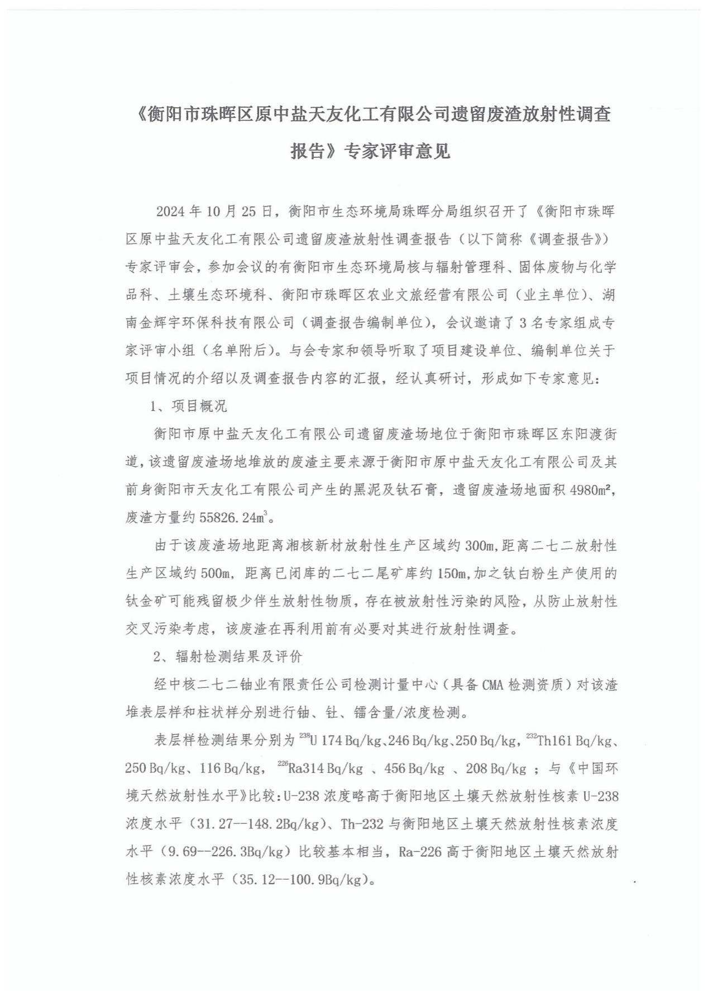 《衡阳市珠晖区原中盐天友化工有限公司遗留废渣放射性调查
报告》专家评审意见
2024 年 10 月 25 日，衡阳市生态环境局珠晖分局组织召开了《衡阳市珠晖
区原中盐天友化工有限公司遗留废渣放射性调查报告（以下简称《调查报告》）
专家评审会，参加会议的有衡阳市生态环境局核与辐射管理科、固体废物与化学
品科、土壤生态环境科、衡阳市珠晖区农业文旅经营有限公司（业主单位）、湖
南金辉宇环保科技有限公司（调查报告编制单位），会议邀请了 3 名专家组成专
家评审小组（名单附后）。与会专家和领导听取了项目建设单位、编制单位关于
项目情况的介绍以及调查报告内容的汇报，经认真研讨，形成如下专家意见：
1、项目概况
衡阳市原中盐天友化工有限公司遗留废渣场地位于衡阳市珠晖区东阳渡街
道，该遗留废渣场地堆放的废渣主要来源于衡阳市原中盐天友化工有限公司及其
前身衡阳市天友化工有限公司产生的黑泥及钛石膏，遗留废渣场地面积 4980m²，
废渣方量约 55826.24m³。
由于该废渣场地距离湘核新材放射性生产区域约 300m，距离二七二放射性
生产区域约 500m，距离已闭库的二七二尾矿库约 150m，加之钛白粉生产使用的
钛金矿可能残留极少伴生放射性物质，存在被放射性污染的风险，从防止放射性
交叉污染考虑，该废渣在再利用前有必要对其进行放射性调查。
2、辐射检测结果及评价
经中核二七二铀业有限责任公司检测计量中心（具备 CMA 检测资质）对该渣
堆表层样和柱状样分别进行铀、钍、镭含量/浓度检测。
表层样检测结果分别为 ²³⁸U 174 Bq/kg、246 Bq/kg、250 Bq/kg，²³²Th161 Bq/kg、
250 Bq/kg、116 Bq/kg，²²⁶Ra314 Bq/kg 、456 Bq/kg 、208 Bq/kg ；与《中国环
境天然放射性水平》比较：U-238 浓度略高于衡阳地区土壤天然放射性核素 U-238
浓度水平（31.27--148.2Bq/kg）、Th-232 与衡阳地区土壤天然放射性核素浓度
水平（9.69--226.3Bq/kg）比较基本相当，Ra-226 高于衡阳地区土壤天然放射
性核素浓度水平（35.12--100.9Bq/kg）。